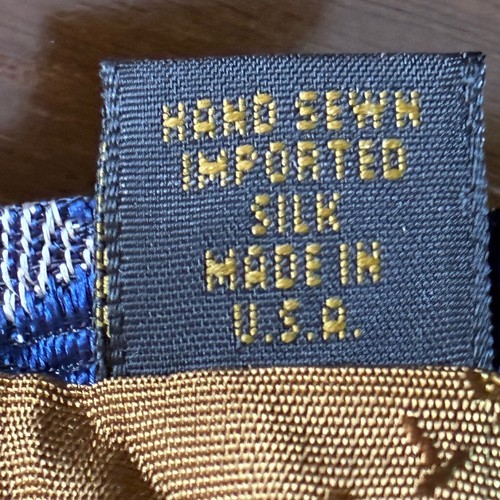 HAND SEWN
IMPORTED
SILK
MADE IN
U.S.A.